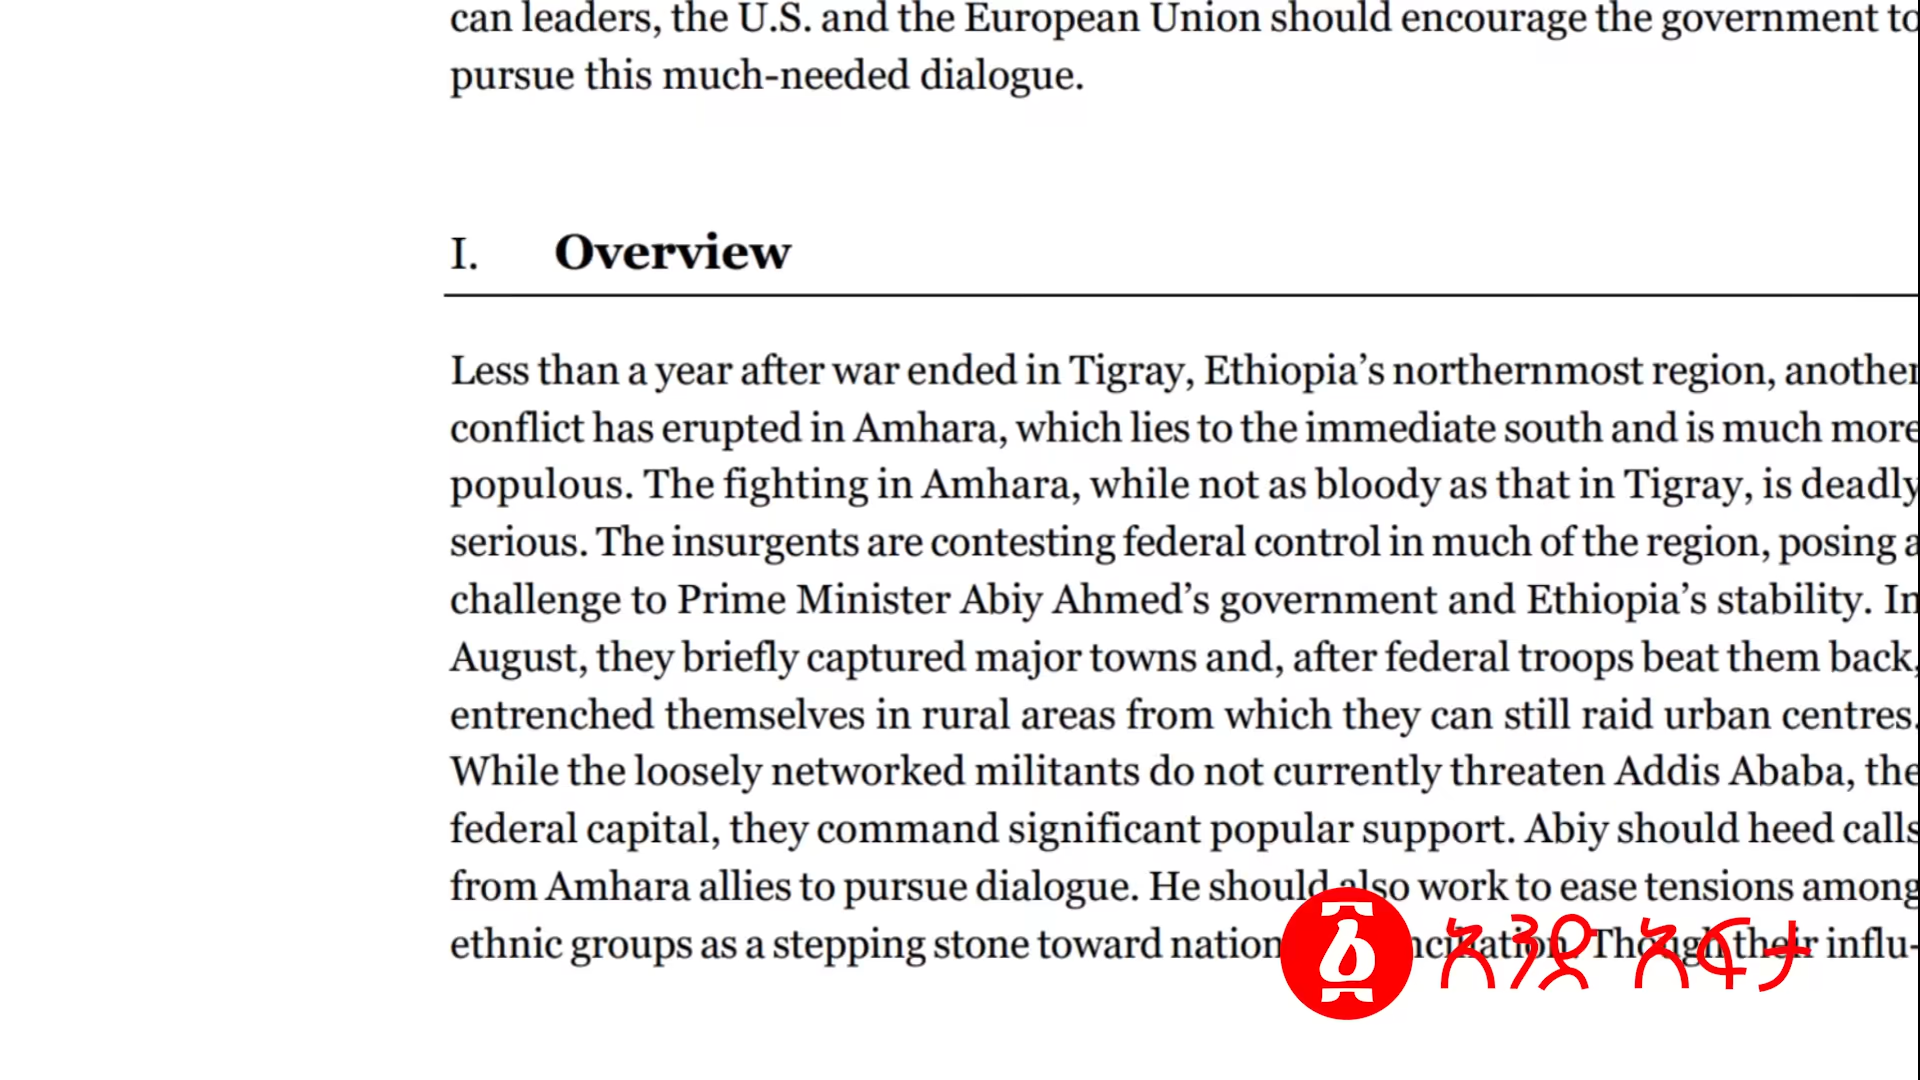 can leaders, the U.S. and the European Union should encourage the government to
pursue this much-needed dialogue.
I. Overview
Less than a year after war ended in Tigray, Ethiopia’s northernmost region, another
conflict has erupted in Amhara, which lies to the immediate south and is much more
populous. The fighting in Amhara, while not as bloody as that in Tigray, is deadly
serious. The insurgents are contesting federal control in much of the region, posing a
challenge to Prime Minister Abiy Ahmed’s government and Ethiopia’s stability. In
August, they briefly captured major towns and, after federal troops beat them back,
entrenched themselves in rural areas from which they can still raid urban centres.
While the loosely networked militants do not currently threaten Addis Ababa, the
federal capital, they command significant popular support. Abiy should heed calls
from Amhara allies to pursue dialogue. He should also work to ease tensions among
ethnic groups as a stepping stone toward nation nciliation. Though their influ-
አንድ አፍታ